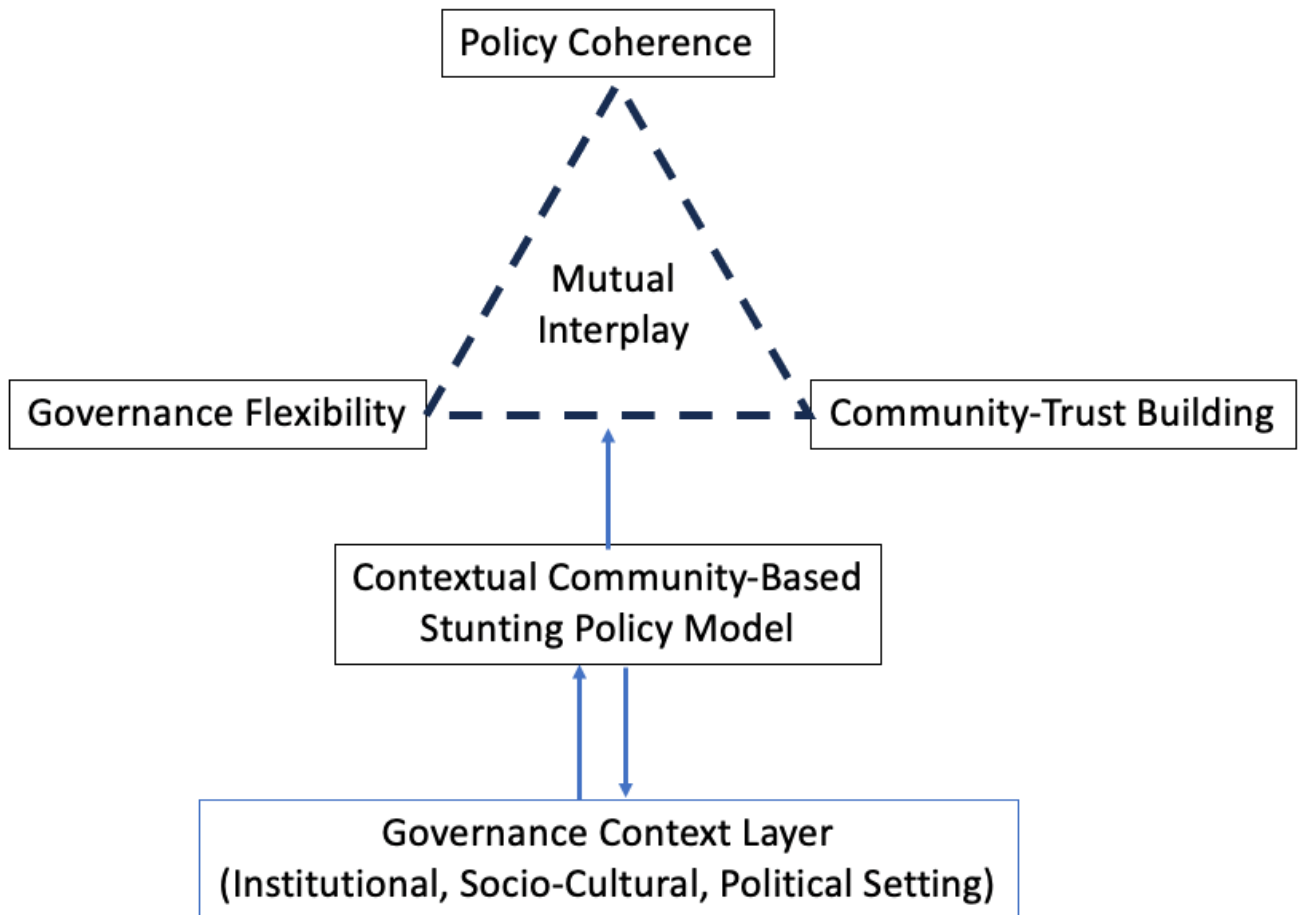 Policy Coherence
Mutual
Interplay
Governance Flexibility
Community-Trust Building
Contextual Community-Based
Stunting Policy Model
Governance Context Layer
(Institutional, Socio-Cultural, Political Setting)